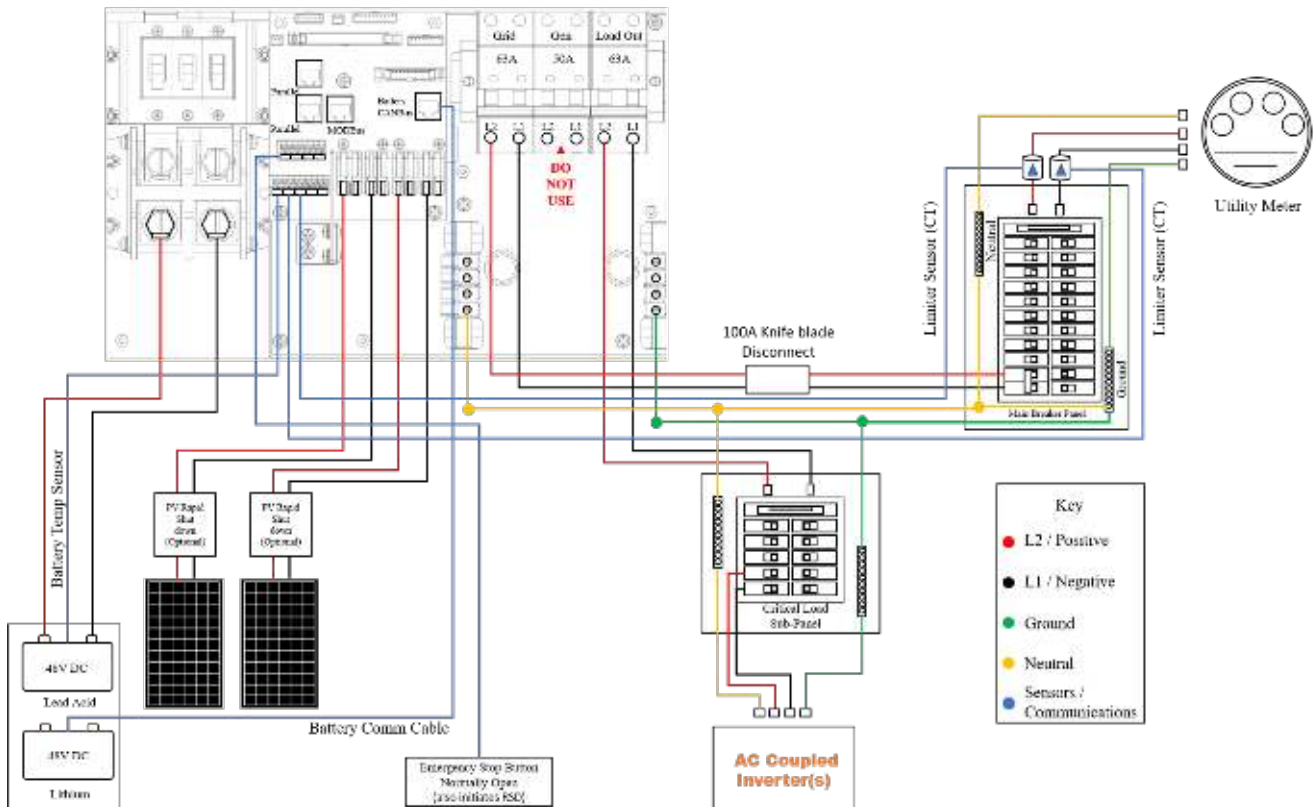 Grid
Gen
Load Out
63A
30A
63A
Parallel
Parallel
MODBus
Battery
CANBus
L2
L1
L2
L1
L2
L1
DO
NOT
USE
Utility Meter
Limiter Sensor (CT)
Neutral
Limiter Sensor (CT)
Ground
Main Breaker Panel
100A Knife blade
Disconnect
Battery Temp Sensor
PV Rapid
Shut
down
(Optional)
PV Rapid
Shut
down
(Optional)
Critical Load
Sub-Panel
Key
L2 / Positive
L1 / Negative
Ground
Neutral
Sensors /
Communications
48V DC
Lead Acid
48V DC
Lithium
Battery Comm Cable
Emergency Stop Button
Normally Open
(also initiates RSD)
AC Coupled
Inverter(s)